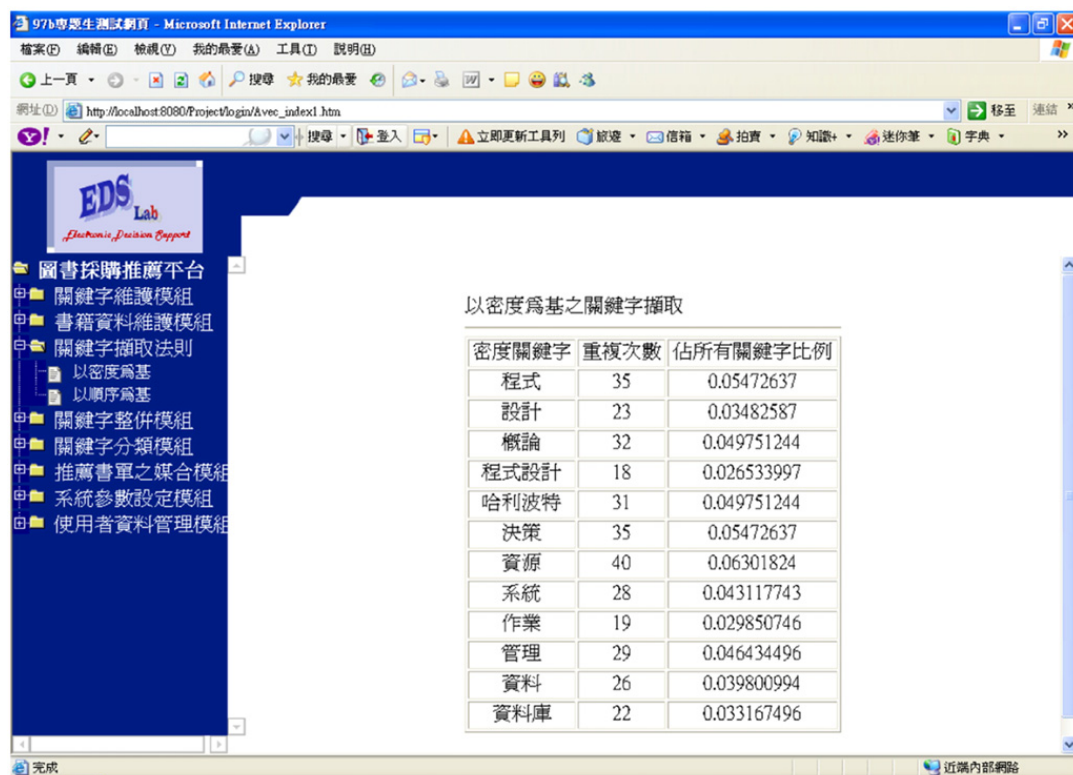 97b專題生測試網頁 - Microsoft Internet Explorer
檔案(F) 編輯(E) 檢視(V) 我的最愛(A) 工具(T) 說明(H)
上一頁 搜尋 我的最愛
網址(D) http://localhost:8080/Project/login/Avec_index1.htm 移至 連結 »
Y! 搜尋 登入 立即更新工具列 旅遊 信箱 拍賣 知識+ 迷你筆 字典 »
EDS
Lab
Electronic Decision Support
圖書採購推薦平台
關鍵字維護模組
書籍資料維護模組
關鍵字擷取法則
以密度為基
以順序為基
關鍵字整併模組
關鍵字分類模組
推薦書單之媒合模組
系統參數設定模組
使用者資料管理模組
以密度為基之關鍵字擷取
密度關鍵字 重複次數 佔所有關鍵字比例
程式 35 0.05472637
設計 23 0.03482587
概論 32 0.049751244
程式設計 18 0.026533997
哈利波特 31 0.049751244
決策 35 0.05472637
資源 40 0.06301824
系統 28 0.043117743
作業 19 0.029850746
管理 29 0.046434496
資料 26 0.039800994
資料庫 22 0.033167496
完成 近端內部網路